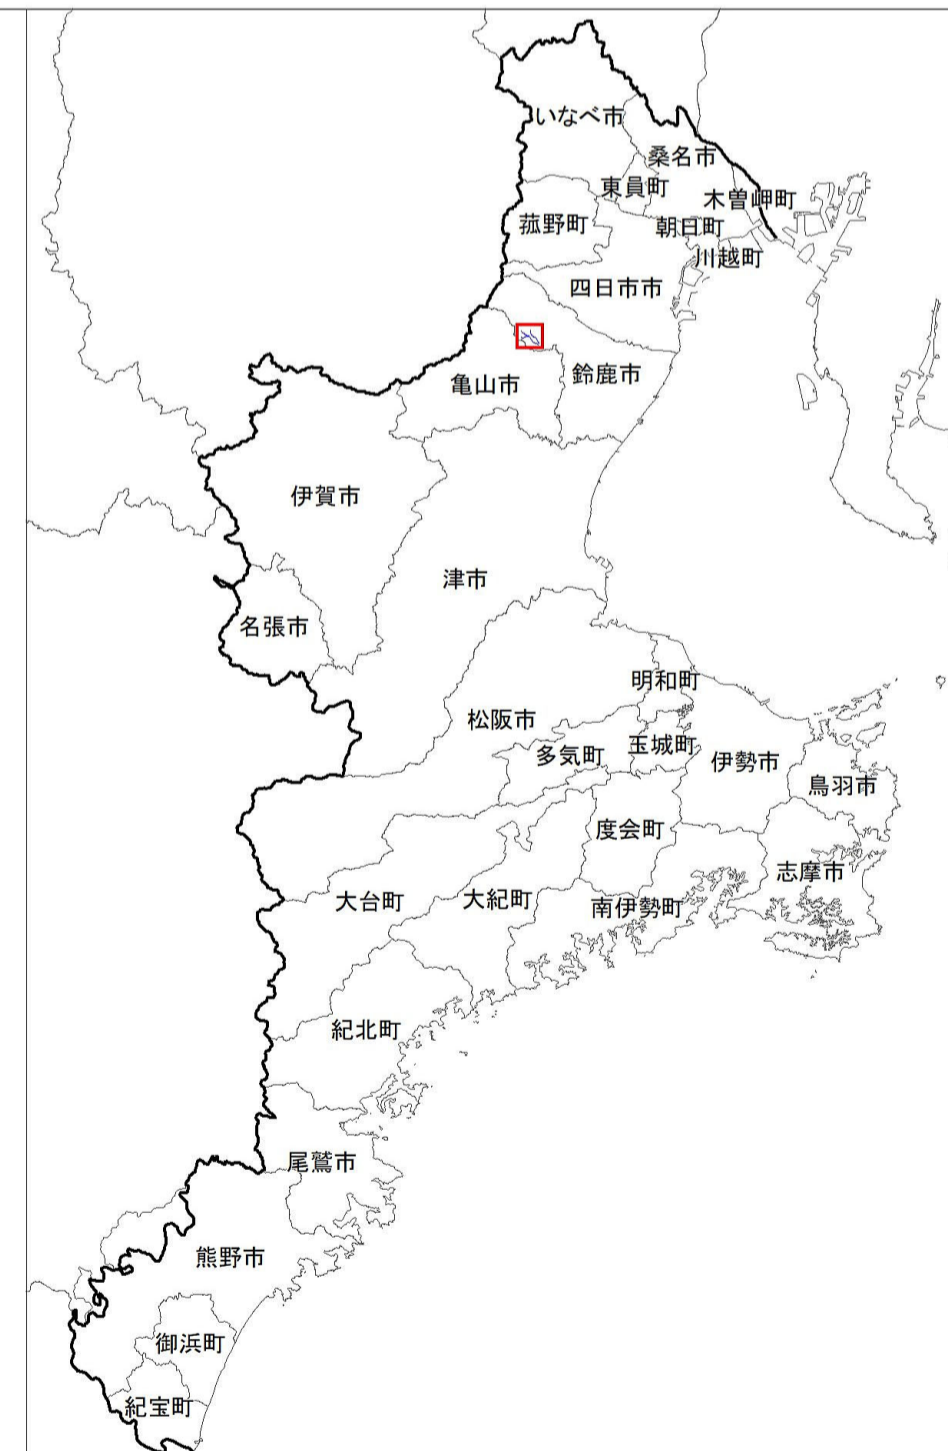 いなべ市
桑名市
東員町
木曽岬町
菰野町
朝日町
川越町
四日市市
鈴鹿市
亀山市
伊賀市
津市
名張市
明和町
松阪市
玉城町
多気町
伊勢市
鳥羽市
度会町
志摩市
大台町
大紀町
南伊勢町
紀北町
尾鷲市
熊野市
御浜町
紀宝町